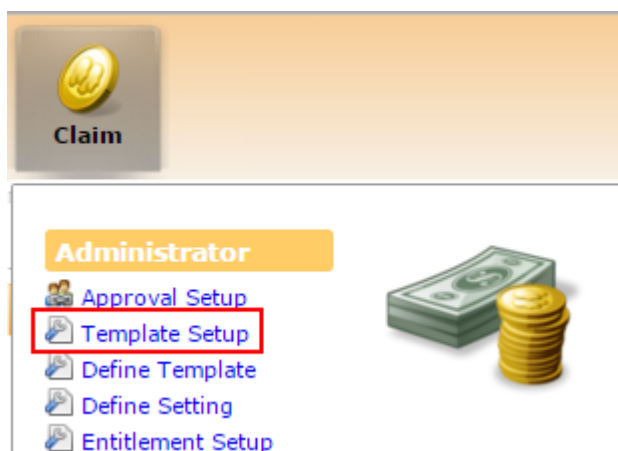 Claim
Administrator
Approval Setup
Template Setup
Define Template
Define Setting
Entitlement Setup